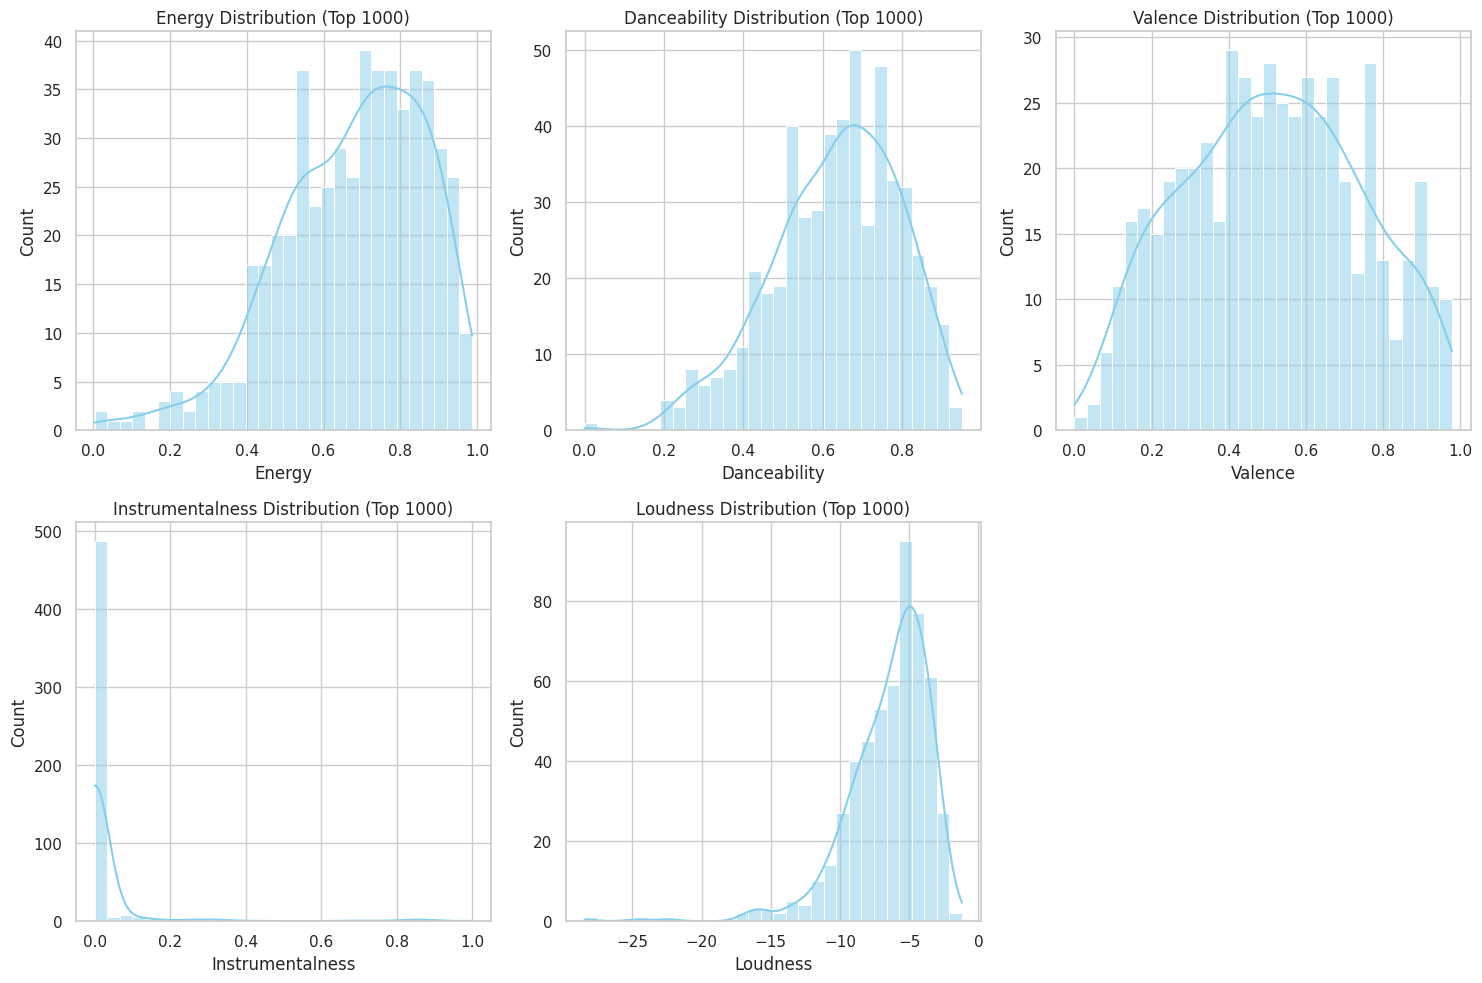 Energy Distribution (Top 1000)
40
35
30
25
20
15
10
5
0
Count
0.0 0.2 0.4 0.6 0.8 1.0
Energy
Danceability Distribution (Top 1000)
50
40
30
20
10
0
Count
0.0 0.2 0.4 0.6 0.8
Danceability
Valence Distribution (Top 1000)
30
25
20
15
10
5
0
Count
0.0 0.2 0.4 0.6 0.8 1.0
Valence
Instrumentalness Distribution (Top 1000)
500
400
300
200
100
0
Count
0.0 0.2 0.4 0.6 0.8 1.0
Instrumentalness
Loudness Distribution (Top 1000)
80
60
40
20
0
Count
−25 −20 −15 −10 −5 0
Loudness